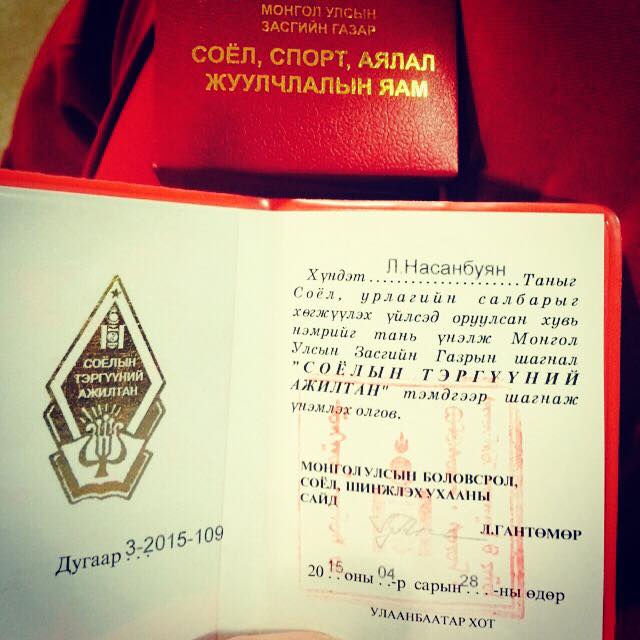 МОНГОЛ УЛСЫН
ЗАСГИЙН ГАЗАР
СОЁЛ, СПОРТ, АЯЛАЛ
ЖУУЛЧЛАЛЫН ЯАМ
СОЁЛЫН
ТЭРГҮҮНИЙ
АЖИЛТАН
Дугаар 3-2015-109
Хүндэт Л.Насанбуян Таныг
Соёл, урлагийн салбарыг
хөгжүүлэх үйлсэд оруулсан хувь
нэмрийг тань үнэлж Монгол
Улсын Засгийн Газрын шагнал
"СОЁЛЫН ТЭРГҮҮНИЙ
АЖИЛТАН" тэмдгээр шагнаж
үнэмлэх олгов.
МОНГОЛ УЛСЫН БОЛОВСРОЛ,
СОЁЛ, ШИНЖЛЭХ УХААНЫ
САЙД
Л.ГАНТӨМӨР
2015 оны 04-р сарын 28-ны өдөр
УЛААНБААТАР ХОТ